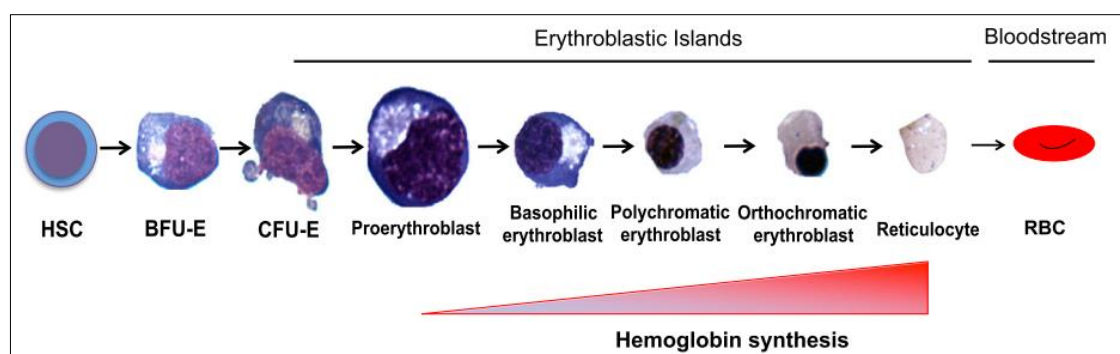 Erythroblastic Islands
Bloodstream
HSC
BFU-E
CFU-E
Proerythroblast
Basophilic
erythroblast
Polychromatic
erythroblast
Orthochromatic
erythroblast
Reticulocyte
RBC
Hemoglobin synthesis